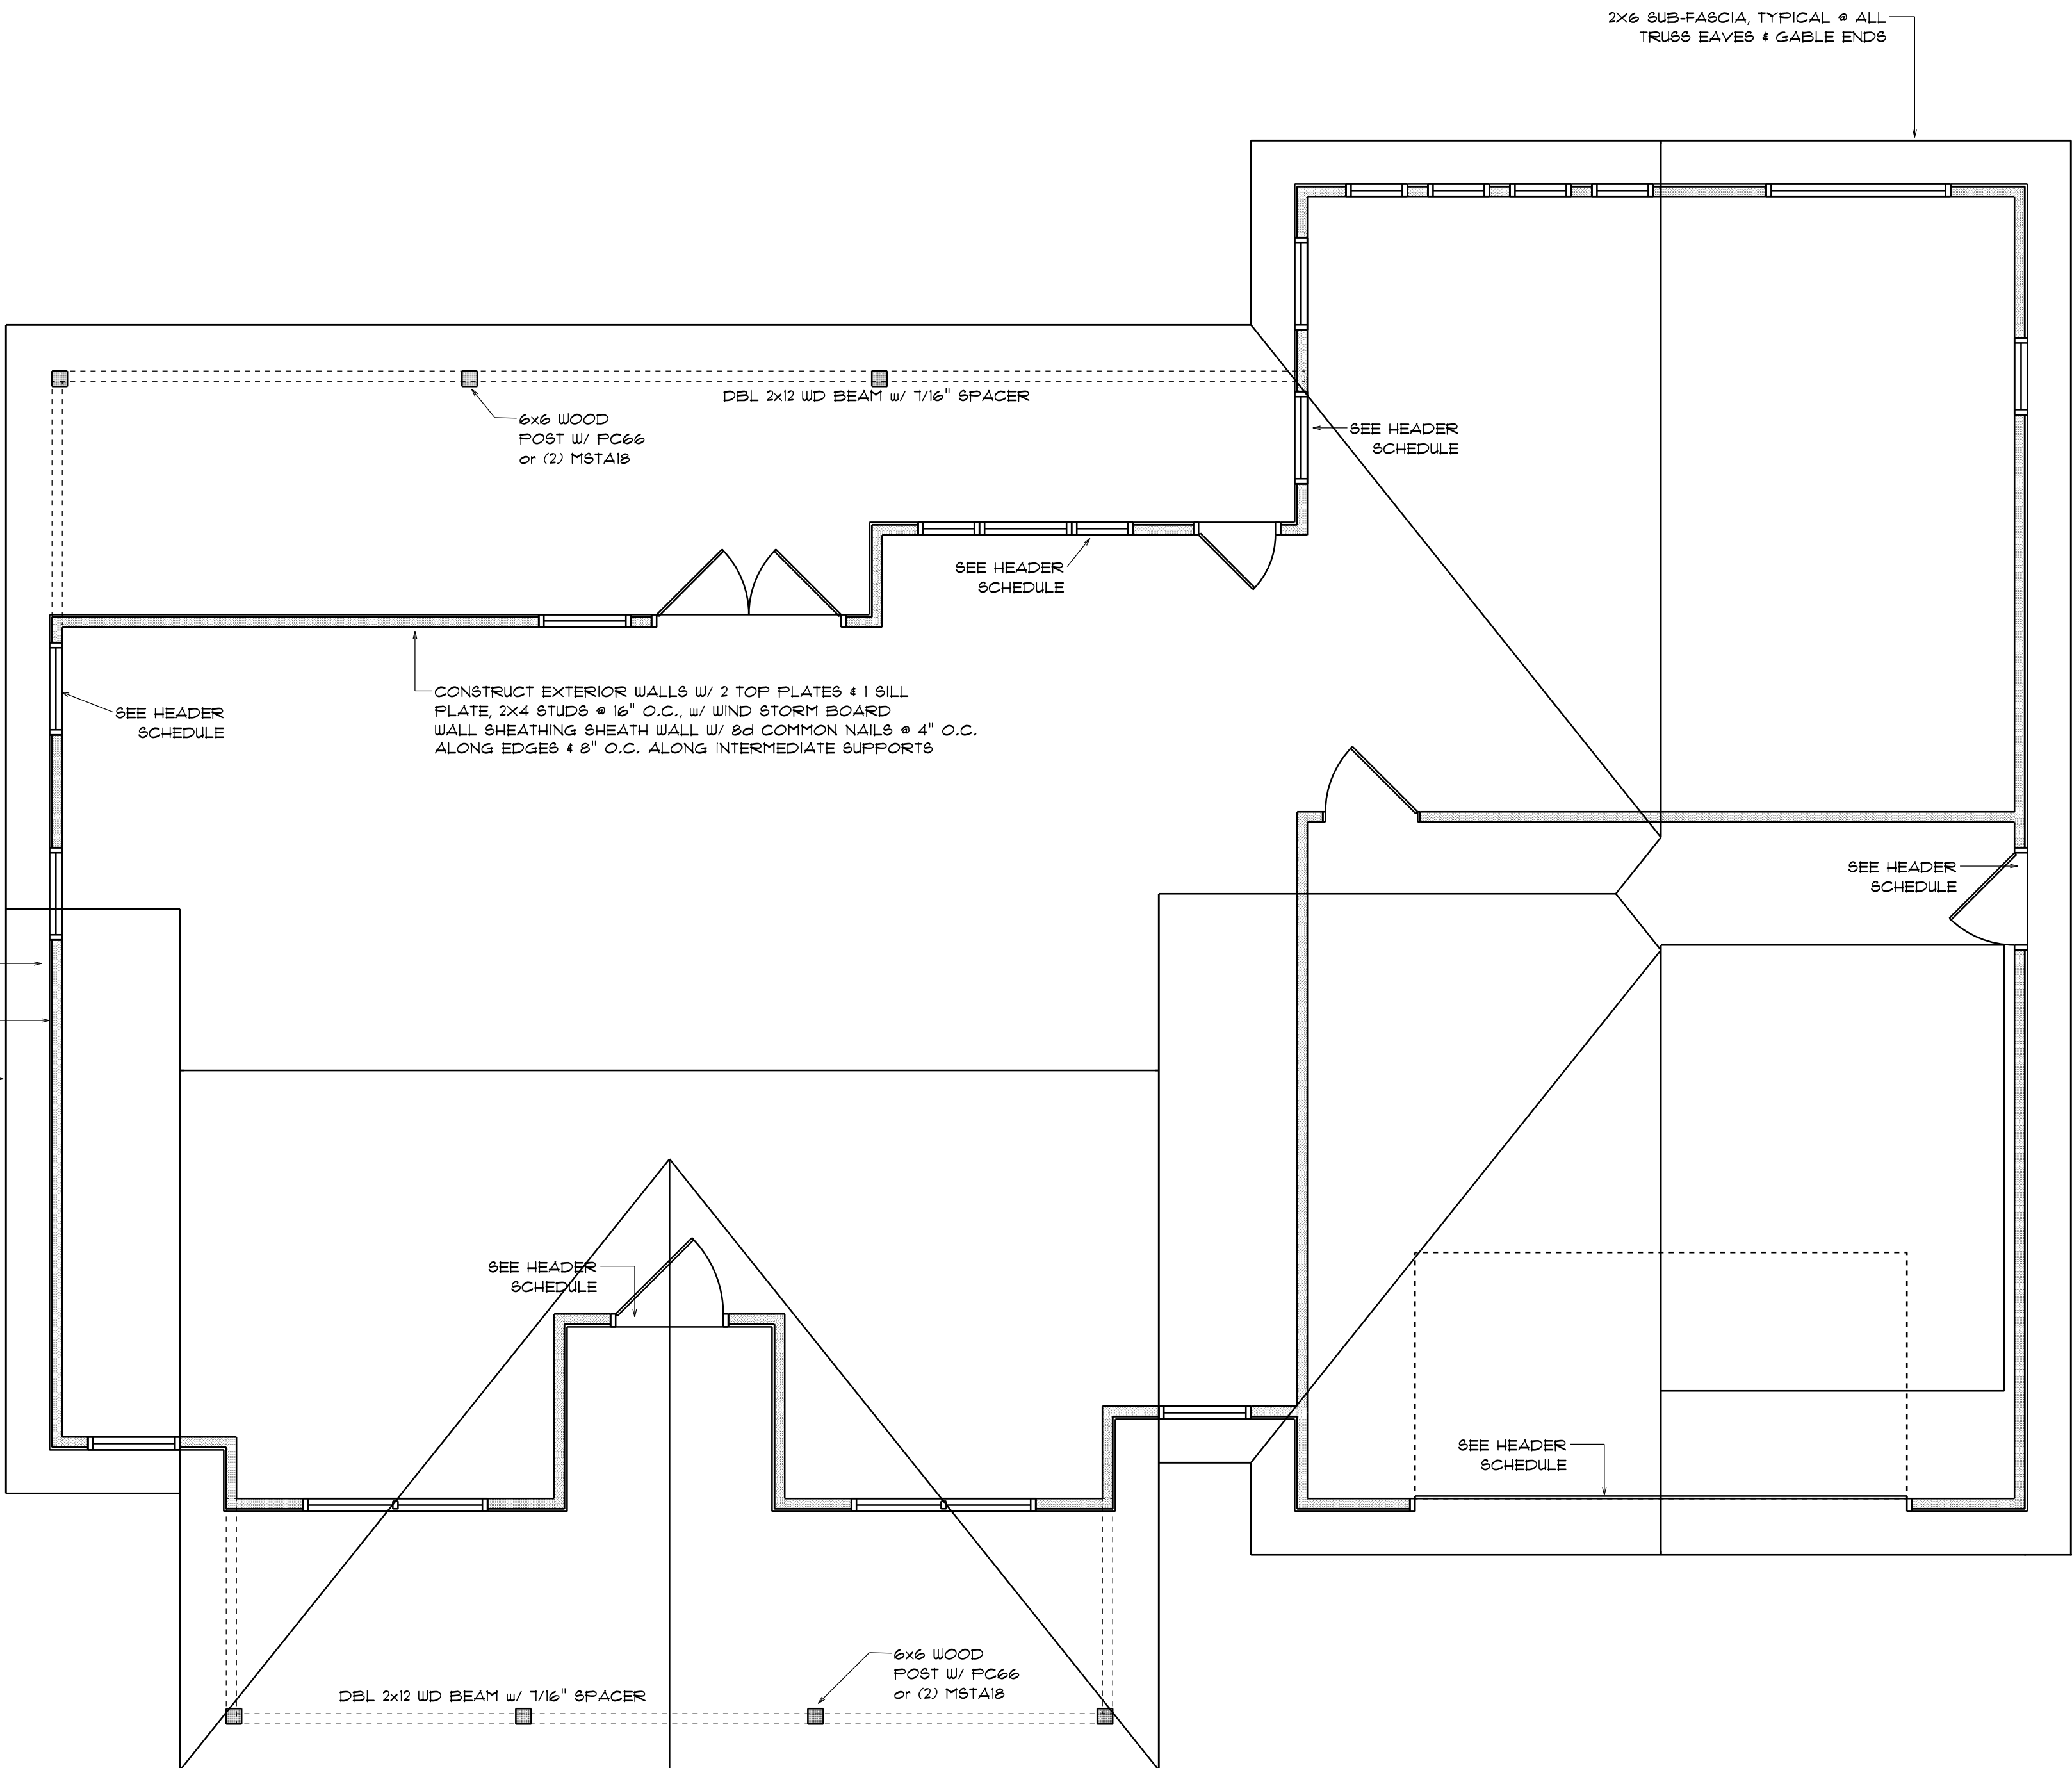 2X6 SUB-FASCIA, TYPICAL @ ALL
TRUSS EAVES & GABLE ENDS
DBL 2x12 WD BEAM w/ 7/16" SPACER
6x6 WOOD
POST W/ PC66
or (2) MSTA18
SEE HEADER
SCHEDULE
SEE HEADER
SCHEDULE
CONSTRUCT EXTERIOR WALLS W/ 2 TOP PLATES & 1 SILL
PLATE, 2X4 STUDS @ 16" O.C., w/ WIND STORM BOARD
WALL SHEATHING SHEATH WALL W/ 8d COMMON NAILS @ 4" O.C.
ALONG EDGES & 8" O.C. ALONG INTERMEDIATE SUPPORTS
SEE HEADER
SCHEDULE
SEE HEADER
SCHEDULE
SEE HEADER
SCHEDULE
SEE HEADER
SCHEDULE
6x6 WOOD
POST W/ PC66
or (2) MSTA18
DBL 2x12 WD BEAM w/ 7/16" SPACER